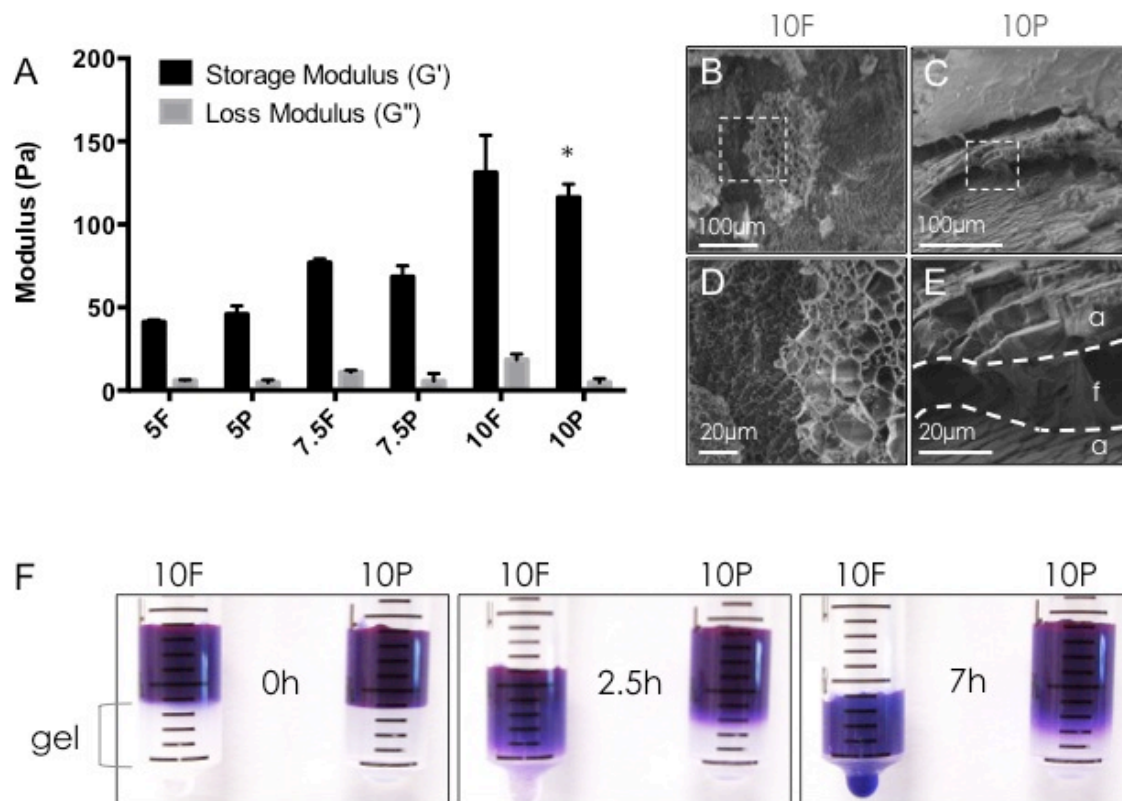 A
200
150
100
50
0
Modulus (Pa)
Storage Modulus (G')
Loss Modulus (G")
*
5F
5P
7.5F
7.5P
10F
10P
10F
10P
B
100µm
C
100µm
D
20µm
E
a
f
a
20µm
F
10F
10P
10F
10P
10F
10P
0h
2.5h
7h
gel